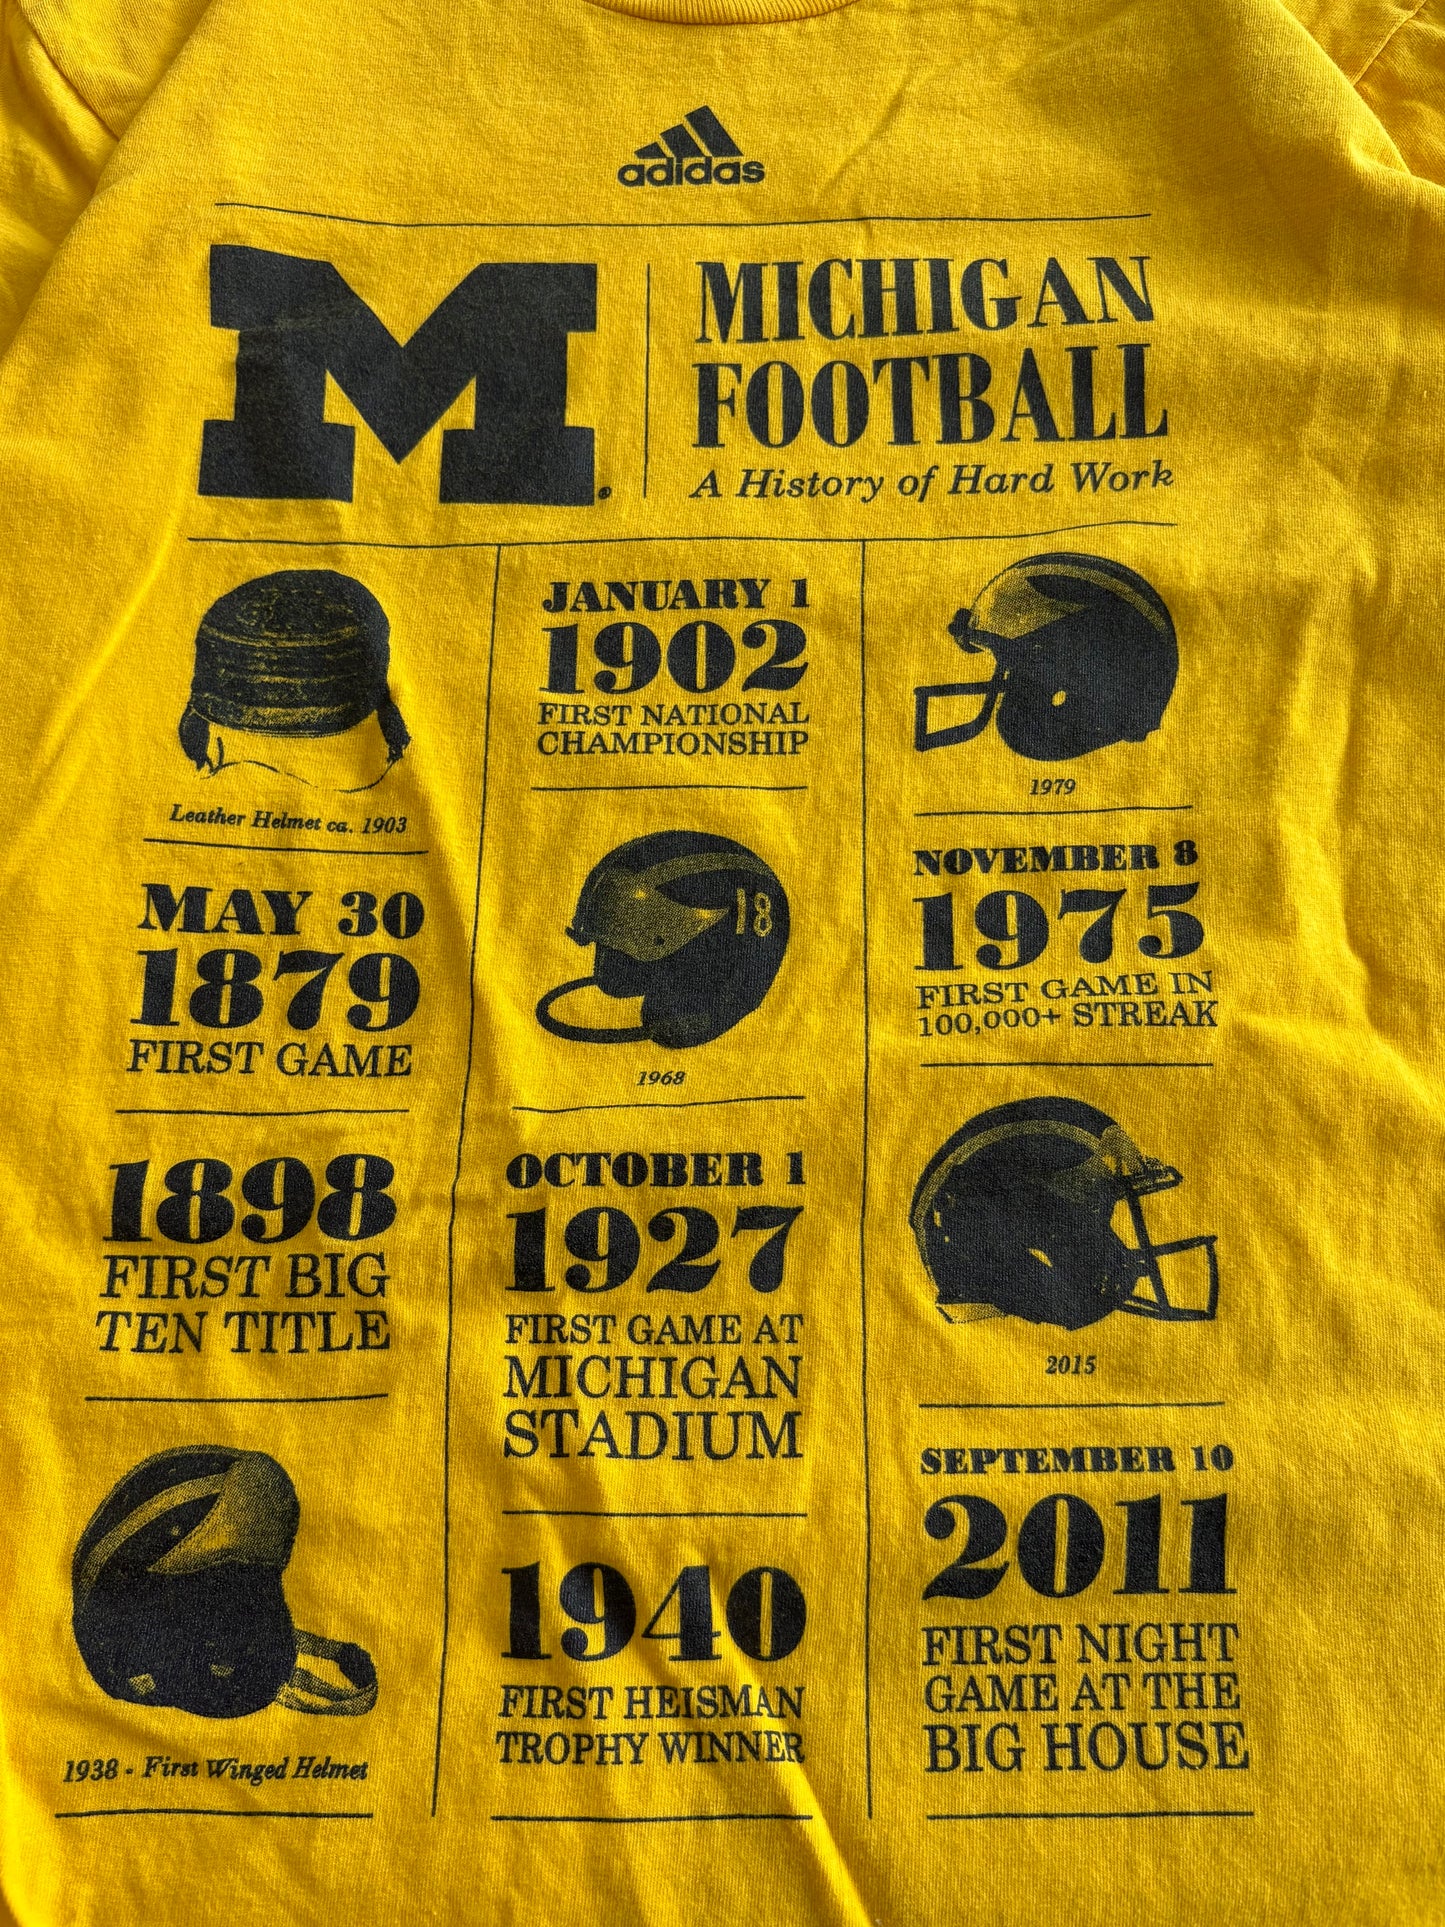 adidas
M
®
MICHIGAN
FOOTBALL
A History of Hard Work
Leather Helmet ca. 1903
MAY 30
1879
FIRST GAME
1898
FIRST BIG
TEN TITLE
1938 - First Winged Helmet
JANUARY 1
1902
FIRST NATIONAL
CHAMPIONSHIP
18
1968
OCTOBER 1
1927
FIRST GAME AT
MICHIGAN
STADIUM
1940
FIRST HEISMAN
TROPHY WINNER
1979
NOVEMBER 8
1975
FIRST GAME IN
100,000+ STREAK
2015
SEPTEMBER 10
2011
FIRST NIGHT
GAME AT THE
BIG HOUSE